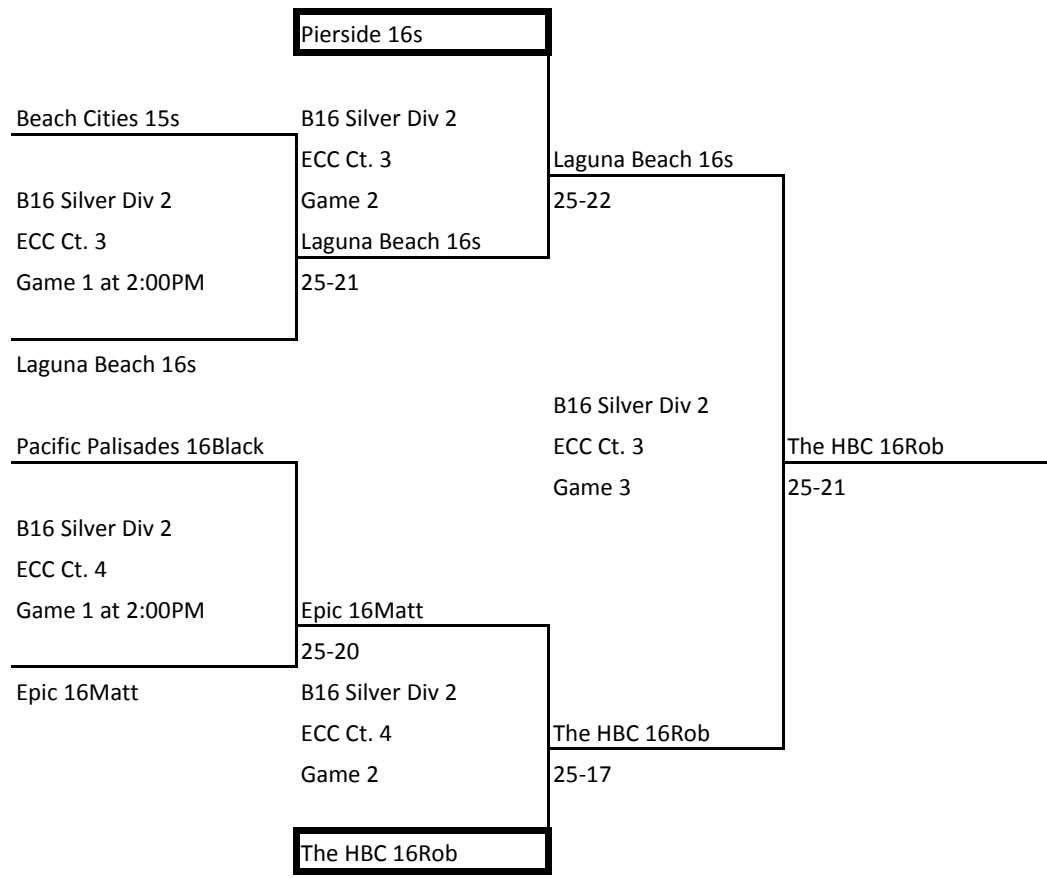 Pierside 16s
Beach Cities 15s
B16 Silver Div 2
ECC Ct. 3
Game 1 at 2:00PM
Laguna Beach 16s
B16 Silver Div 2
ECC Ct. 3
Game 2
Laguna Beach 16s
25-21
Laguna Beach 16s
25-22
Pacific Palisades 16Black
B16 Silver Div 2
ECC Ct. 4
Game 1 at 2:00PM
Epic 16Matt
Epic 16Matt
25-20
B16 Silver Div 2
ECC Ct. 4
Game 2
The HBC 16Rob
The HBC 16Rob
25-17
B16 Silver Div 2
ECC Ct. 3
Game 3
The HBC 16Rob
25-21